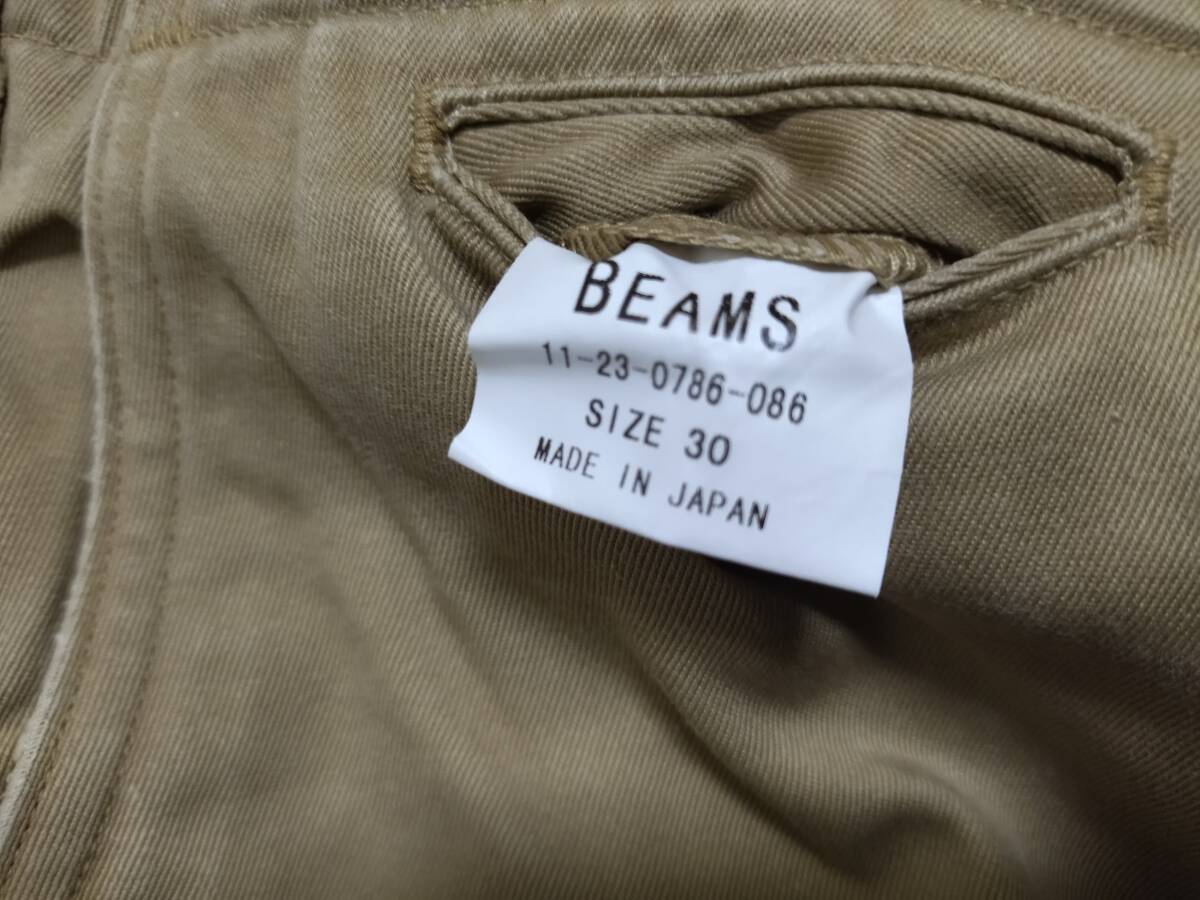 BEAMS
11-23-0786-086
SIZE 30
MADE IN JAPAN